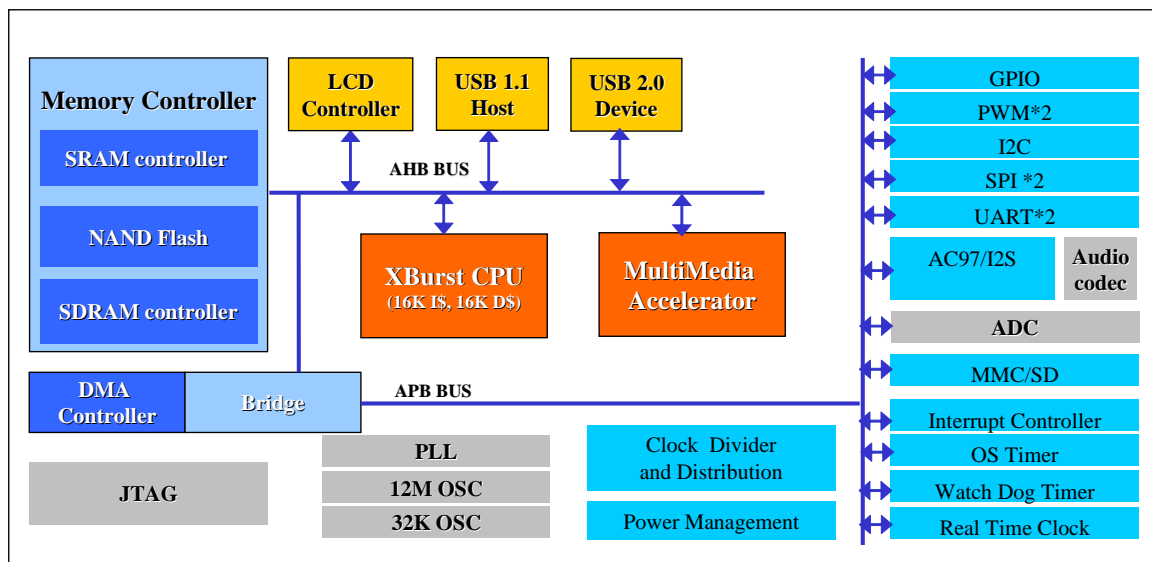 Memory Controller
SRAM controller
NAND Flash
SDRAM controller
LCD
Controller
USB 1.1
Host
USB 2.0
Device
AHB BUS
XBurst CPU
(16K I$, 16K D$)
MultiMedia
Accelerator
DMA
Controller
Bridge
APB BUS
JTAG
PLL
12M OSC
32K OSC
Clock Divider
and Distribution
Power Management
GPIO
PWM*2
I2C
SPI *2
UART*2
AC97/I2S
Audio
codec
ADC
MMC/SD
Interrupt Controller
OS Timer
Watch Dog Timer
Real Time Clock